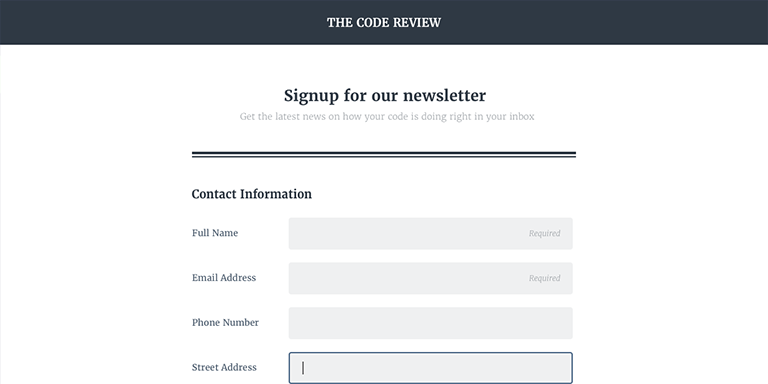 THE CODE REVIEW
Signup for our newsletter
Get the latest news on how your code is doing right in your inbox
Contact Information
Full Name
Required
Email Address
Required
Phone Number
Street Address